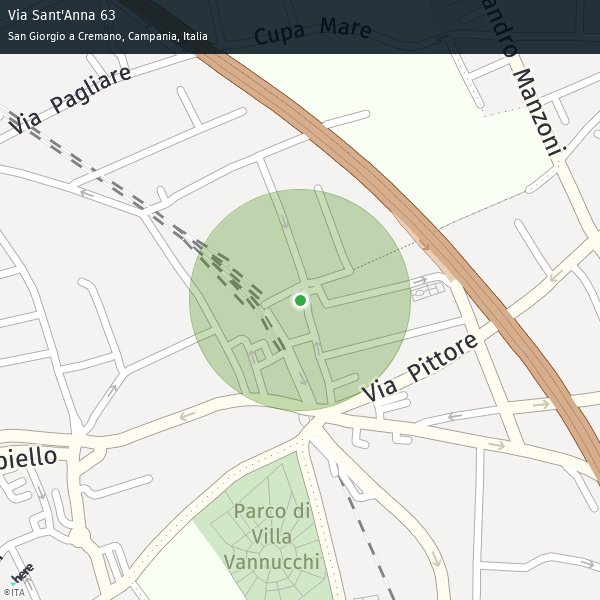 Via Sant'Anna 63
San Giorgio a Cremano, Campania, Italia
Cupa Mare
andro Manzoni
Via Pagliare
Via Pittore
piello
Parco di
Villa
Vannucchi
here
©ITA